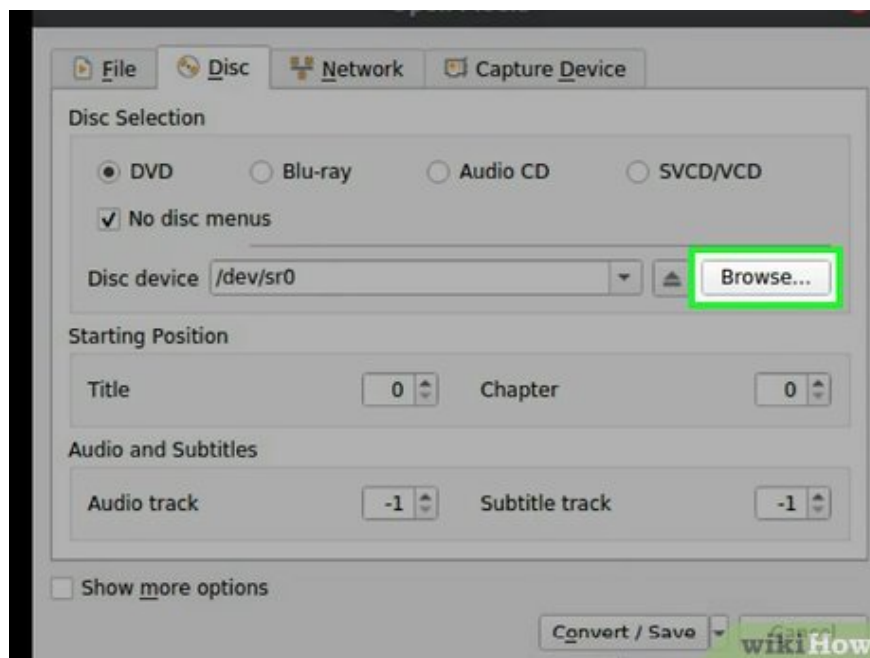 File Disc Network Capture Device
Disc Selection
DVD Blu-ray Audio CD SVCD/VCD
No disc menus
Disc device /dev/sr0 Browse...
Starting Position
Title 0 Chapter 0
Audio and Subtitles
Audio track -1 Subtitle track -1
Show more options
Convert / Save Cancel
wikiHow